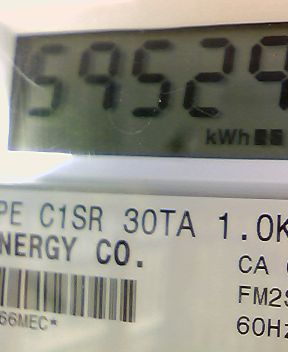 59529
kWh
PE C1SR 30TA 1.0K
NERGY CO.
CA
FM2S
66MEC*
60Hz